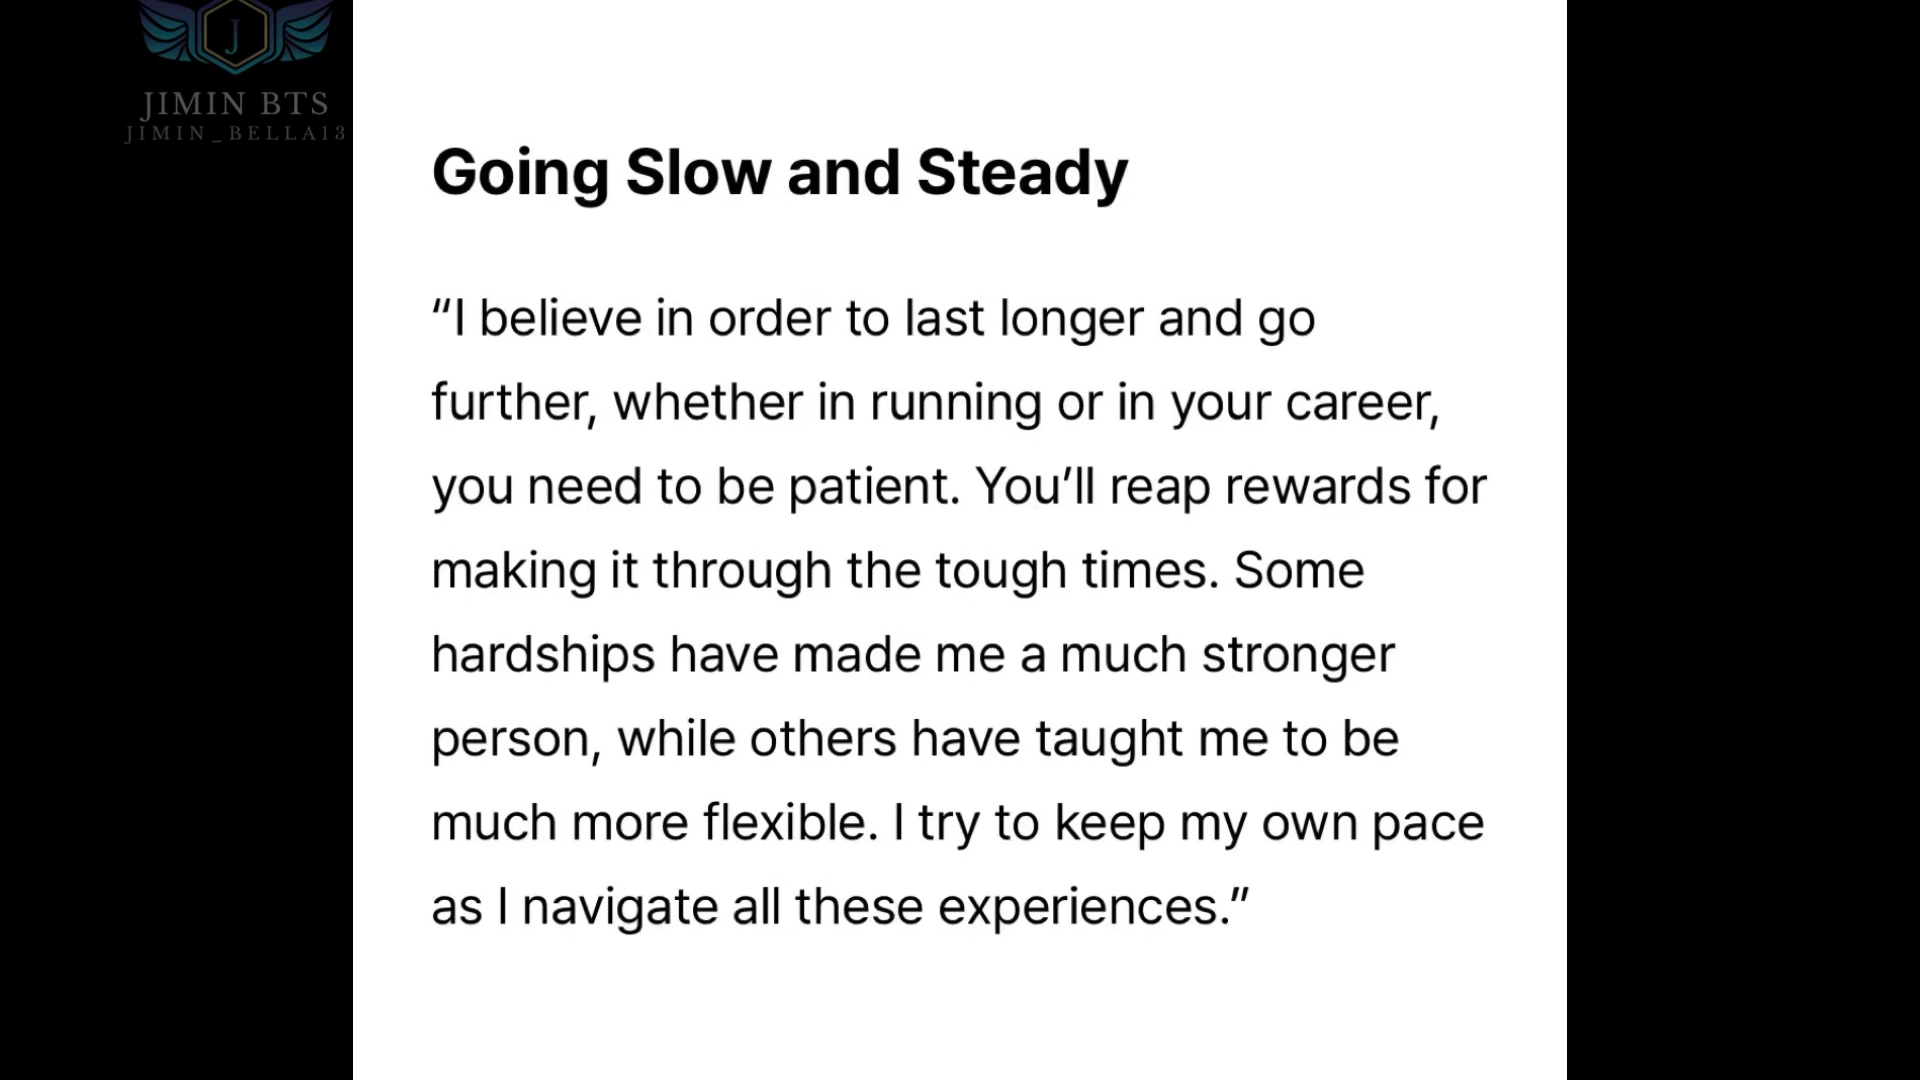 J
JIMIN BTS
JIMIN_BELLA13
Going Slow and Steady
“I believe in order to last longer and go
further, whether in running or in your career,
you need to be patient. You’ll reap rewards for
making it through the tough times. Some
hardships have made me a much stronger
person, while others have taught me to be
much more flexible. I try to keep my own pace
as I navigate all these experiences.”